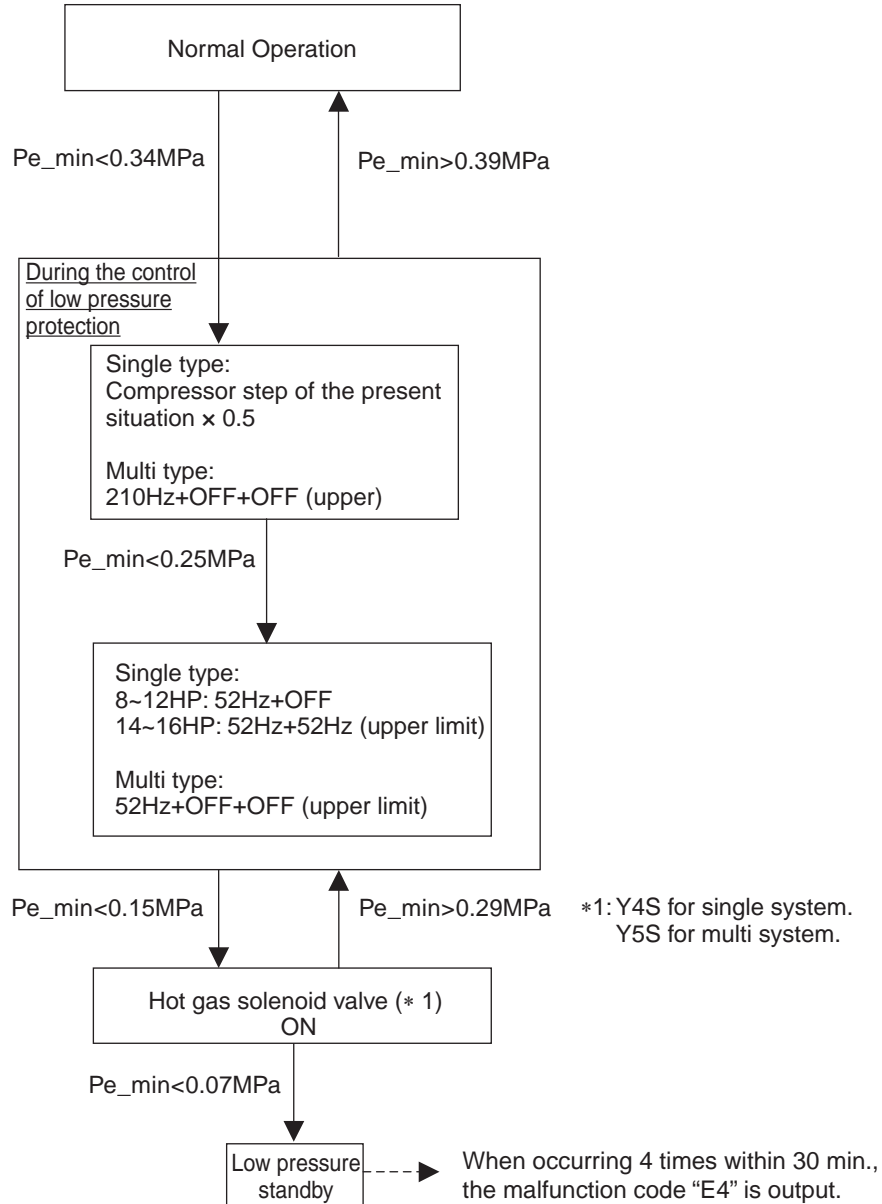 Normal Operation
Pe_min<0.34MPa
Pe_min>0.39MPa
During the control
of low pressure
protection
Single type:
Compressor step of the present
situation × 0.5
Multi type:
210Hz+OFF+OFF (upper)
Pe_min<0.25MPa
Single type:
8~12HP: 52Hz+OFF
14~16HP: 52Hz+52Hz (upper limit)
Multi type:
52Hz+OFF+OFF (upper limit)
Pe_min<0.15MPa
Pe_min>0.29MPa
*1: Y4S for single system.
Y5S for multi system.
Hot gas solenoid valve (* 1)
ON
Pe_min<0.07MPa
Low pressure
standby
When occurring 4 times within 30 min.,
the malfunction code “E4” is output.